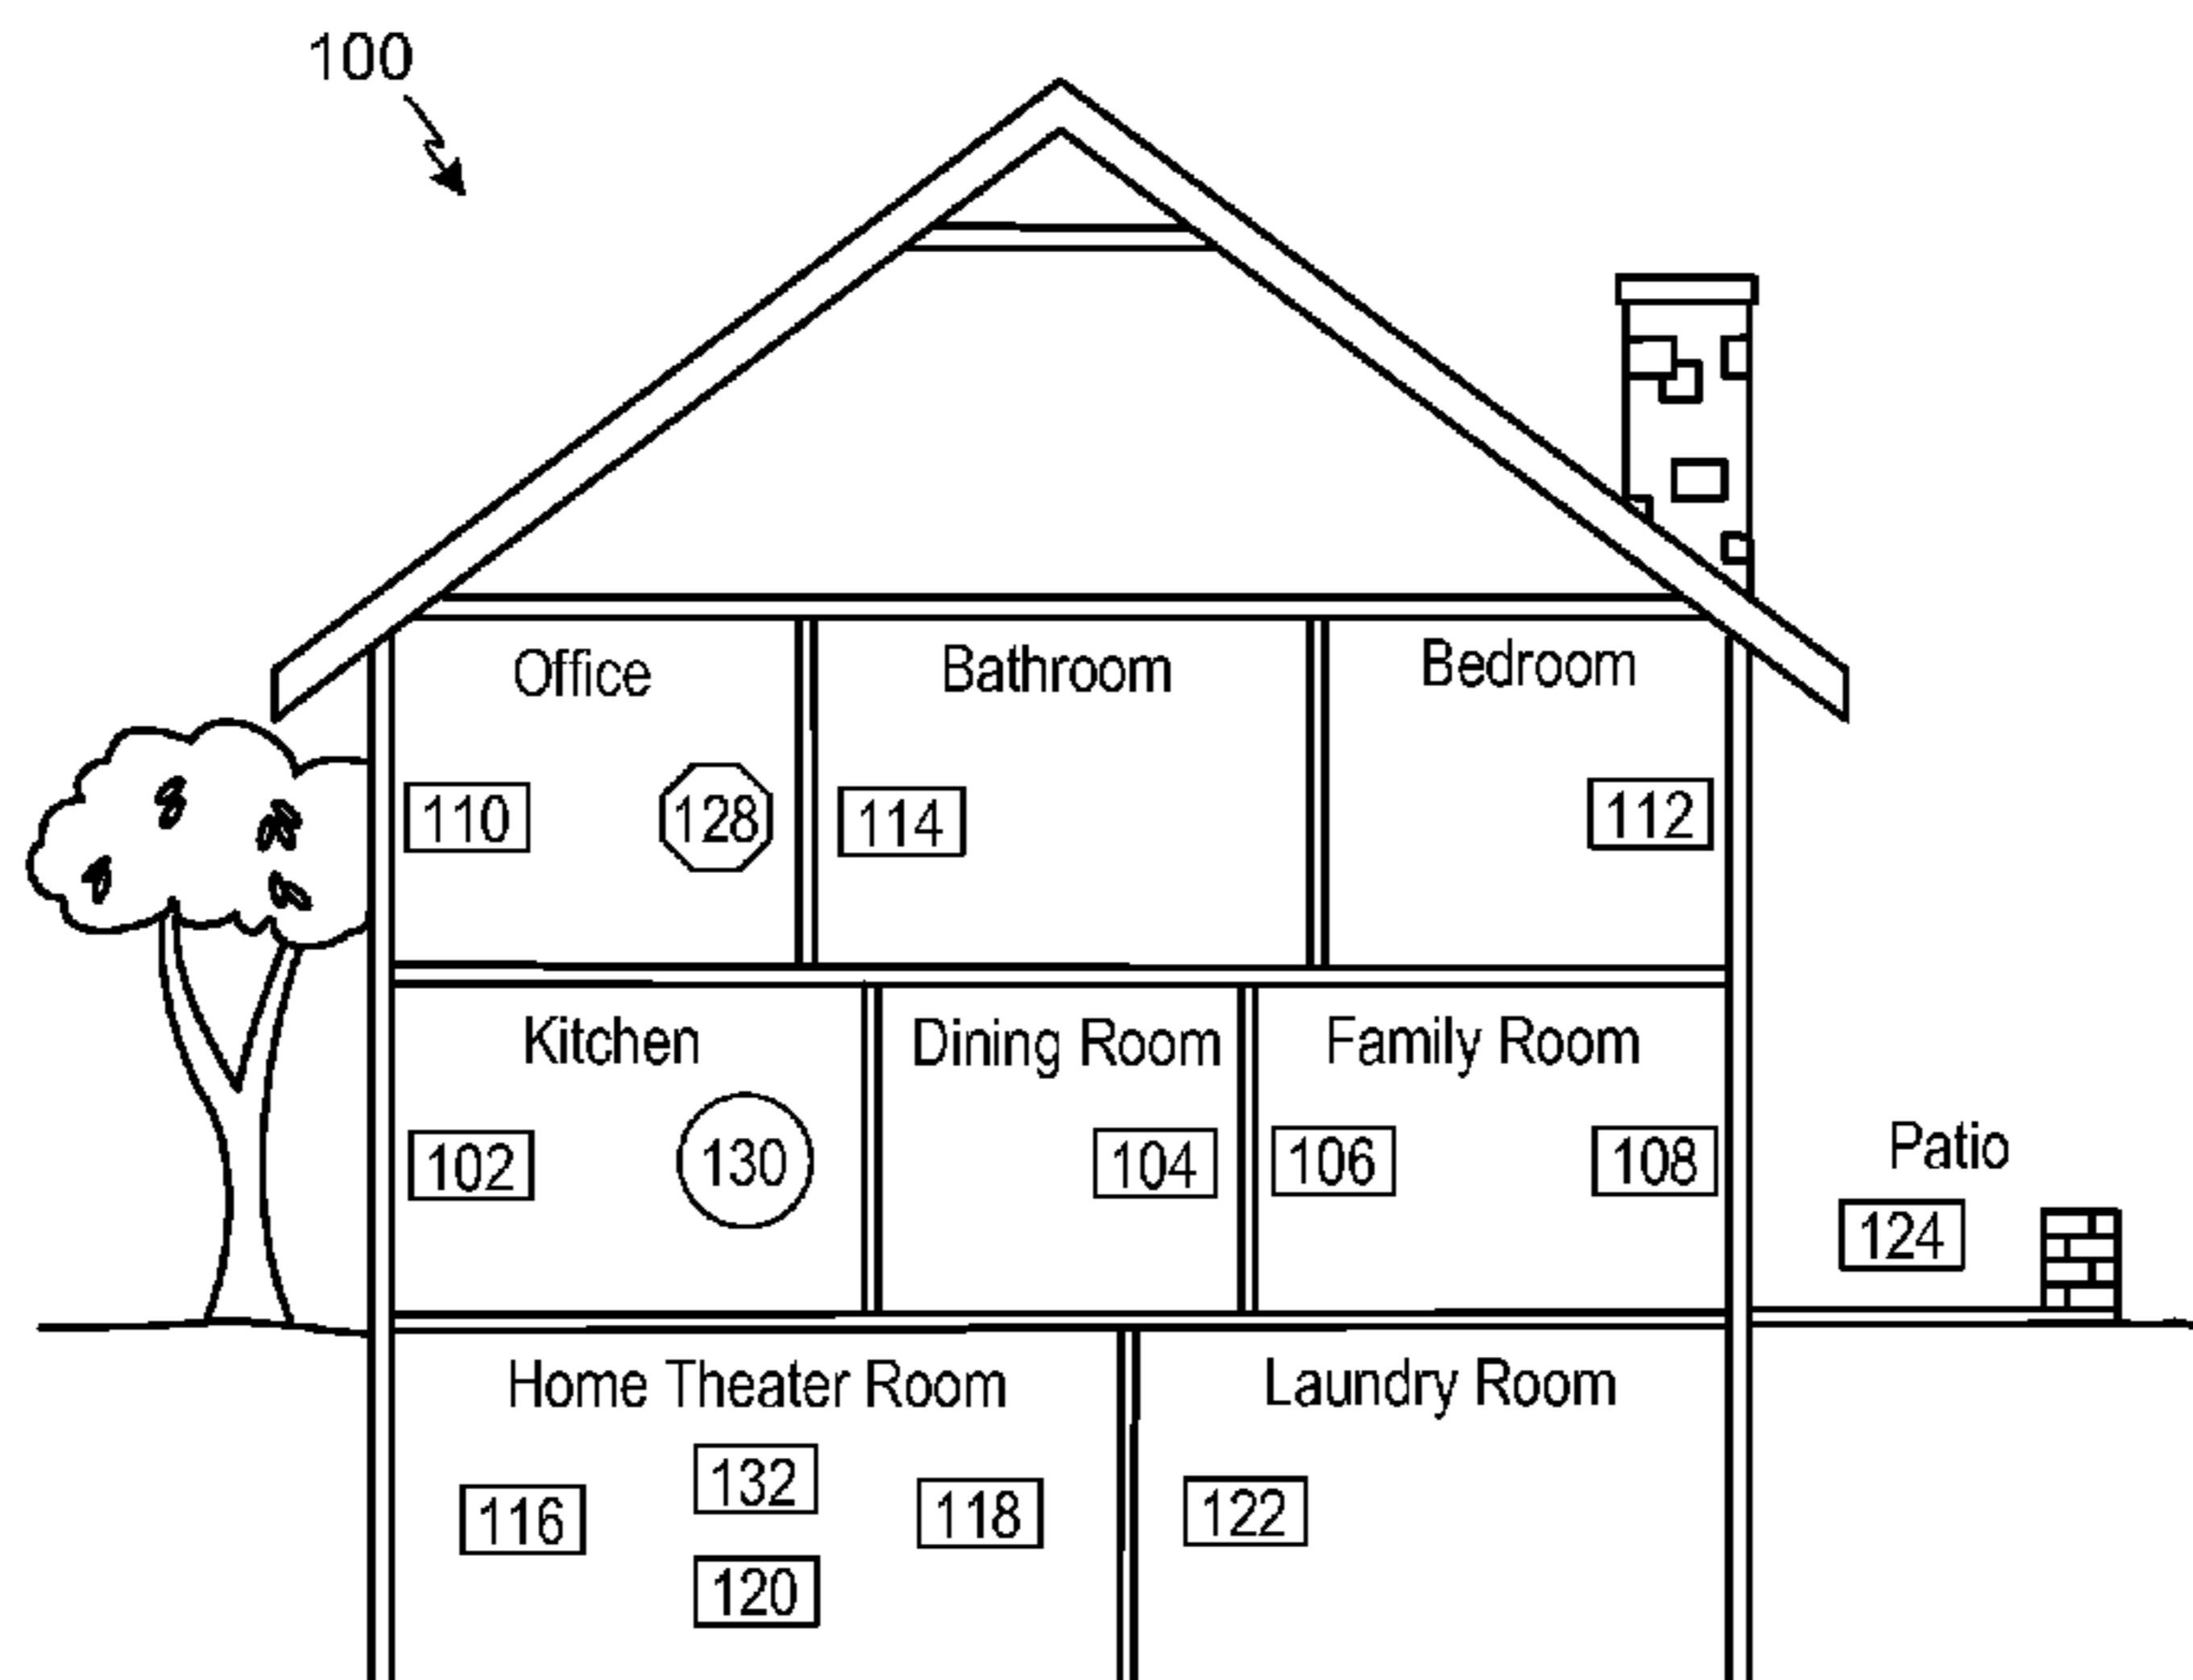 100
Office
Bathroom
Bedroom
110
128
114
112
Kitchen
Dining Room
Family Room
102
130
104
106
108
Patio
124
Home Theater Room
Laundry Room
116
132
118
120
122